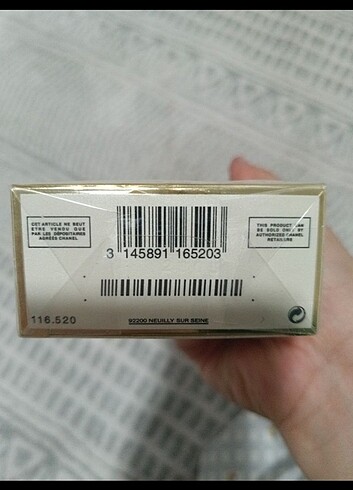 CET ARTICLE NE PEUT
ETRE VENDU QUE
PAR LES DÉPOSITAIRES
AGRÉÉS CHANEL
THIS PRODUCT CAN
BE SOLD ONLY BY
AUTHORIZED CHANEL
RETAILERS
3 145891 165203
116.520
92200 NEUILLY SUR SEINE